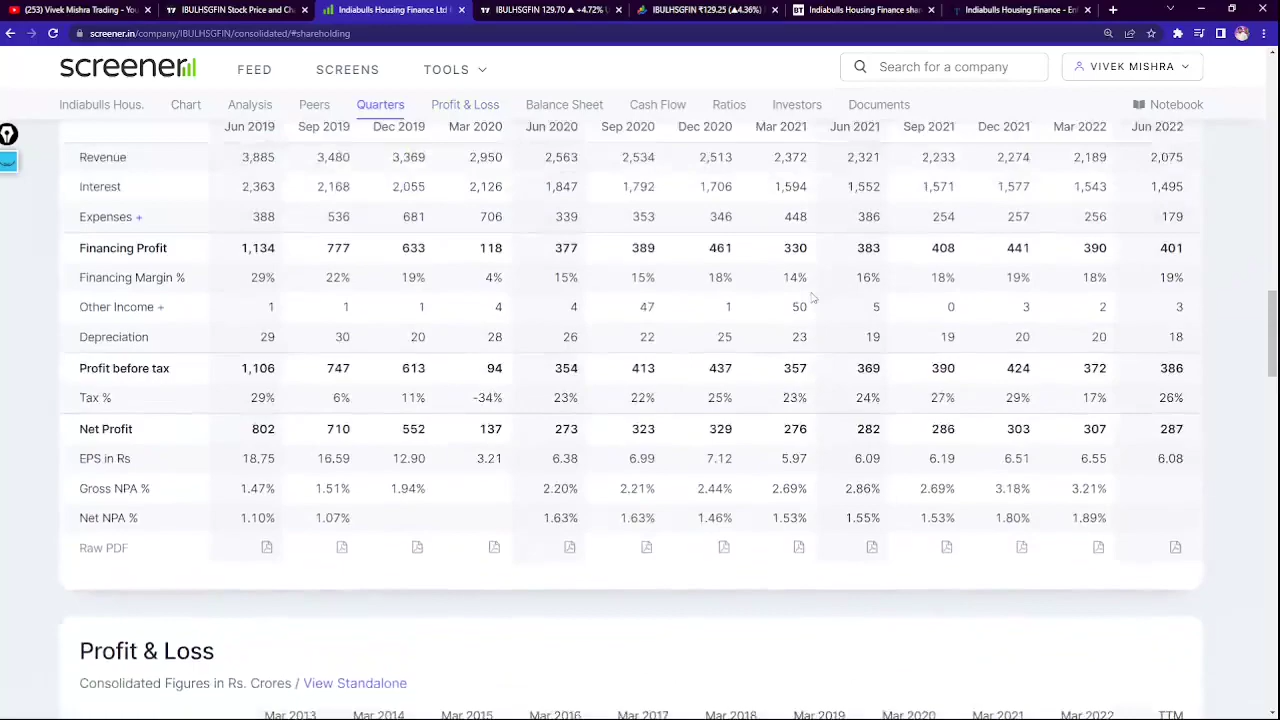 (253) Vivek Mishra Trading - You
IBULHSGFIN Stock Price and Ch
Indiabulls Housing Finance Ltd
IBULHSGFIN 129.70 ▲ +4.72% U
IBULHSGFIN ₹129.25 (▲4.36%)
Indiabulls Housing Finance shar
Indiabulls Housing Finance - En
screener.in/company/IBULHSGFIN/consolidated/#shareholding
screener FEED SCREENS TOOLS Search for a company VIVEK MISHRA
Indiabulls Hous. Chart Analysis Peers Quarters Profit & Loss Balance Sheet Cash Flow Ratios Investors Documents Notebook
Jun 2019 Sep 2019 Dec 2019 Mar 2020 Jun 2020 Sep 2020 Dec 2020 Mar 2021 Jun 2021 Sep 2021 Dec 2021 Mar 2022 Jun 2022
Revenue 3,885 3,480 3,369 2,950 2,563 2,534 2,513 2,372 2,321 2,233 2,274 2,189 2,075
Interest 2,363 2,168 2,055 2,126 1,847 1,792 1,706 1,594 1,552 1,571 1,577 1,543 1,495
Expenses + 388 536 681 706 339 353 346 448 386 254 257 256 179
Financing Profit 1,134 777 633 118 377 389 461 330 383 408 441 390 401
Financing Margin % 29% 22% 19% 4% 15% 15% 18% 14% 16% 18% 19% 18% 19%
Other Income + 1 1 1 4 4 47 1 50 5 0 3 2 3
Depreciation 29 30 20 28 26 22 25 23 19 19 20 20 18
Profit before tax 1,106 747 613 94 354 413 437 357 369 390 424 372 386
Tax % 29% 6% 11% -34% 23% 22% 25% 23% 24% 27% 29% 17% 26%
Net Profit 802 710 552 137 273 323 329 276 282 286 303 307 287
EPS in Rs 18.75 16.59 12.90 3.21 6.38 6.99 7.12 5.97 6.09 6.19 6.51 6.55 6.08
Gross NPA % 1.47% 1.51% 1.94% 2.20% 2.21% 2.44% 2.69% 2.86% 2.69% 3.18% 3.21%
Net NPA % 1.10% 1.07% 1.63% 1.63% 1.46% 1.53% 1.55% 1.53% 1.80% 1.89%
Raw PDF
Profit & Loss
Consolidated Figures in Rs. Crores / View Standalone
Mar 2013 Mar 2014 Mar 2015 Mar 2016 Mar 2017 Mar 2018 Mar 2019 Mar 2020 Mar 2021 Mar 2022 TTM